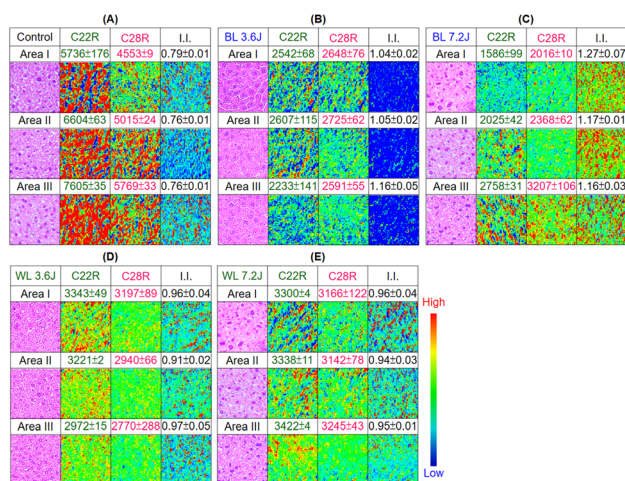 (A)
Control C22R C28R I.I.
Area I 5736±176 4553±9 0.79±0.01
Area II 6604±63 5015±24 0.76±0.01
Area III 7605±35 5769±33 0.76±0.01
(B)
BL 3.6J C22R C28R I.I.
Area I 2542±68 2648±76 1.04±0.02
Area II 2607±115 2725±62 1.05±0.02
Area III 2233±141 2591±55 1.16±0.05
(C)
BL 7.2J C22R C28R I.I.
Area I 1586±99 2016±10 1.27±0.07
Area II 2025±42 2368±62 1.17±0.01
Area III 2758±31 3207±106 1.16±0.03
(D)
WL 3.6J C22R C28R I.I.
Area I 3343±49 3197±89 0.96±0.04
Area II 3221±2 2940±66 0.91±0.02
Area III 2972±15 2770±288 0.97±0.05
(E)
WL 7.2J C22R C28R I.I.
Area I 3300±4 3166±122 0.96±0.04
Area II 3338±11 3142±78 0.94±0.03
Area III 3422±4 3245±43 0.95±0.01
High
Low